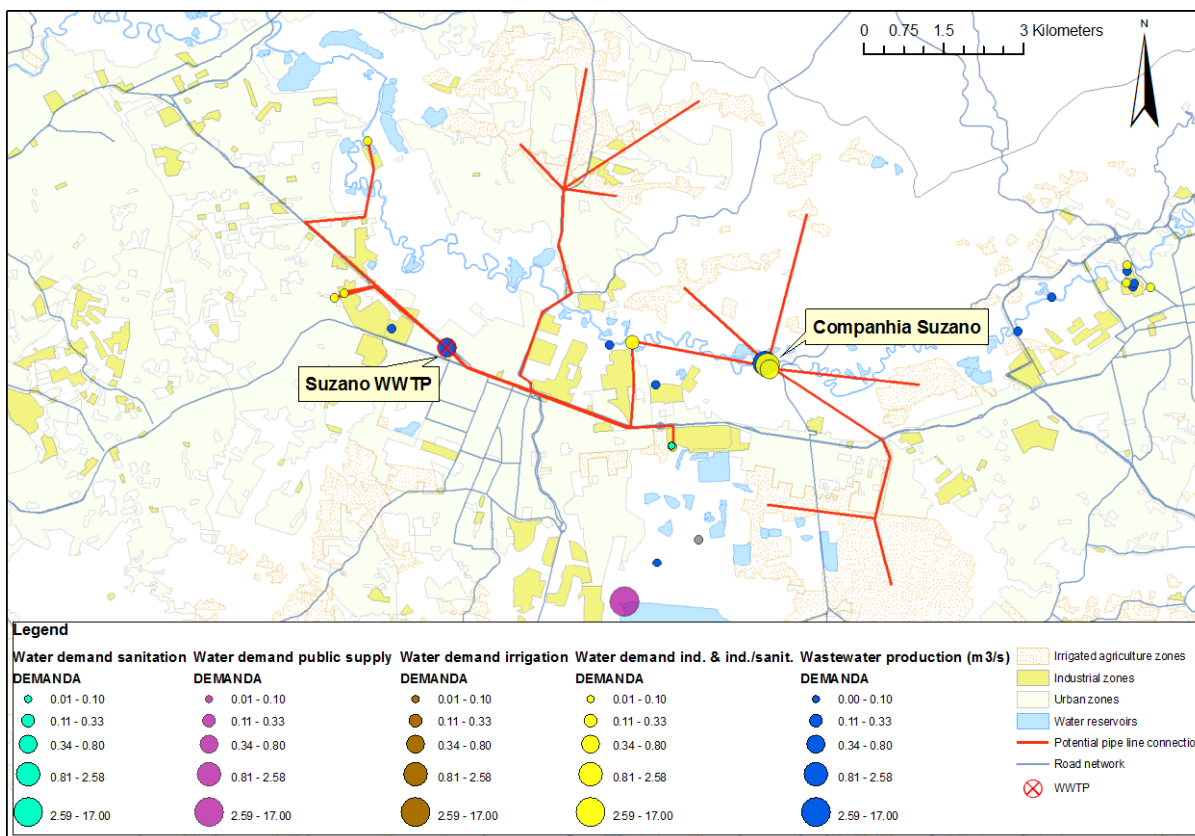 0 0.75 1.5 3 Kilometers
N
Companhia Suzano
Suzano WWTP
Legend
Water demand sanitation
DEMANDA
0.01 - 0.10
0.11 - 0.33
0.34 - 0.80
0.81 - 2.58
2.59 - 17.00
Water demand public supply
DEMANDA
0.01 - 0.10
0.11 - 0.33
0.34 - 0.80
0.81 - 2.58
2.59 - 17.00
Water demand irrigation
DEMANDA
0.01 - 0.10
0.11 - 0.33
0.34 - 0.80
0.81 - 2.58
2.59 - 17.00
Water demand ind. & ind./sanit.
DEMANDA
0.01 - 0.10
0.11 - 0.33
0.34 - 0.80
0.81 - 2.58
2.59 - 17.00
Wastewater production (m3/s)
DEMANDA
0.00 - 0.10
0.11 - 0.33
0.34 - 0.80
0.81 - 2.58
2.59 - 17.00
Irrigated agriculture zones
Industrial zones
Urban zones
Water reservoirs
Potential pipe line connectio
Road network
WWTP